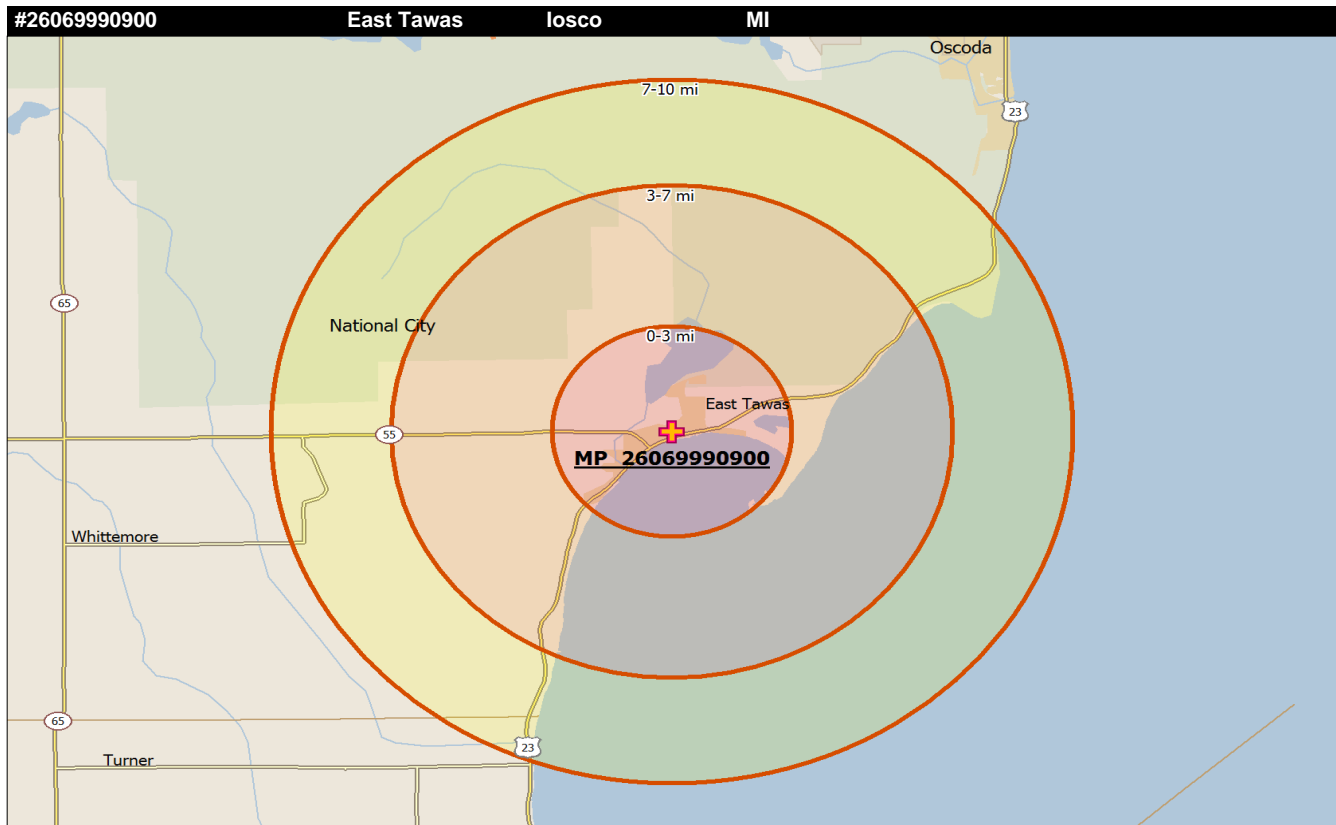 #26069990900 East Tawas Iosco MI
Oscoda
7-10 mi
23
3-7 mi
65
National City
0-3 mi
East Tawas
55
MP 26069990900
Whittemore
65
23
Turner